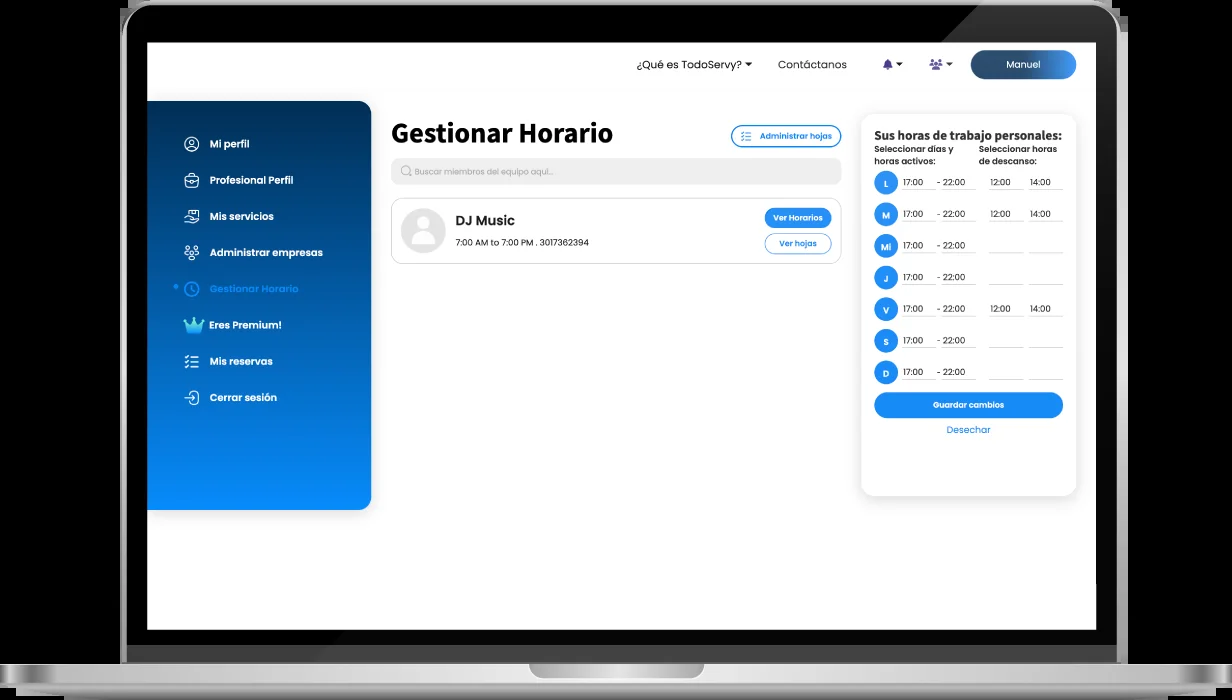 ¿Qué es TodoServy?
Contáctanos
Manuel
Mi perfil
Profesional Perfil
Mis servicios
Administrar empresas
Gestionar Horario
Eres Premium!
Mis reservas
Cerrar sesión
Gestionar Horario
Administrar hojas
Buscar miembros del equipo aquí...
DJ Music
7:00 AM to 7:00 PM . 3017362394
Ver Horarios
Ver hojas
Sus horas de trabajo personales:
Seleccionar días y horas activos:
Seleccionar horas de descanso:
L 17:00 - 22:00 12:00 14:00
M 17:00 - 22:00 12:00 14:00
Mi 17:00 - 22:00
J 17:00 - 22:00
V 17:00 - 22:00 12:00 14:00
S 17:00 - 22:00
D 17:00 - 22:00
Guardar cambios
Desechar